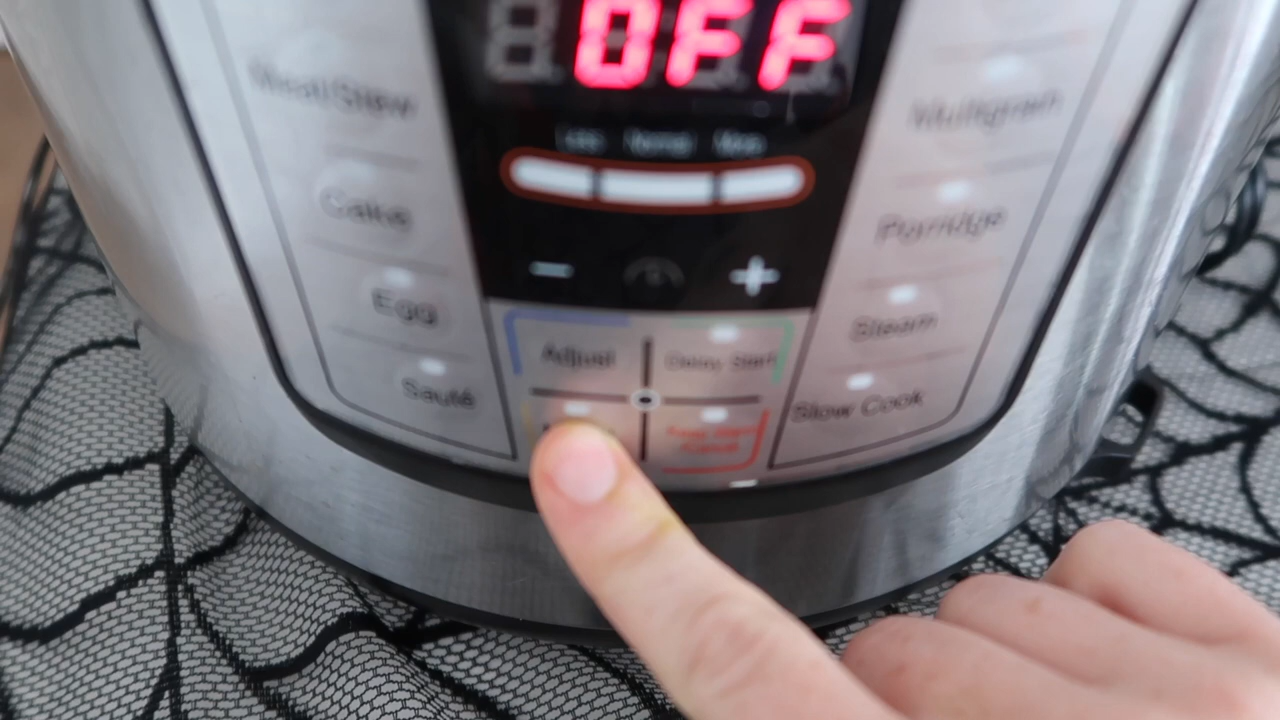 OFF
Meat/Stew
Multigrain
Less Normal More
Cake
Porridge
- +
Egg
Steam
Adjust
Delay Start
Sauté
Slow Cook